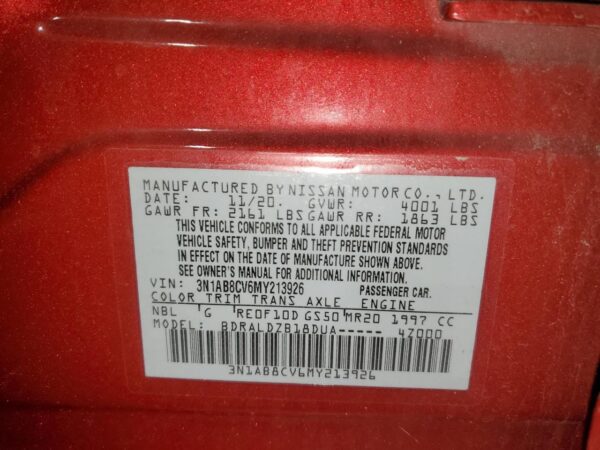 MANUFACTURED BY NISSAN MOTOR CO., LTD.
DATE: 11/20. GVWR: 4001 LBS
GAWR FR: 2161 LBS GAWR RR: 1863 LBS
THIS VEHICLE CONFORMS TO ALL APPLICABLE FEDERAL MOTOR
VEHICLE SAFETY, BUMPER AND THEFT PREVENTION STANDARDS
IN EFFECT ON THE DATE OF MANUFACTURE SHOWN ABOVE.
SEE OWNER'S MANUAL FOR ADDITIONAL INFORMATION.
VIN: 3N1AB8CV6MY213926 PASSENGER CAR.
COLOR TRIM TRANS AXLE ENGINE
NBL G RE0F10D GS50 MR20 1997 CC
MODEL: BDRALDZB18DUA----- 47000
3N1AB8CV6MY213926